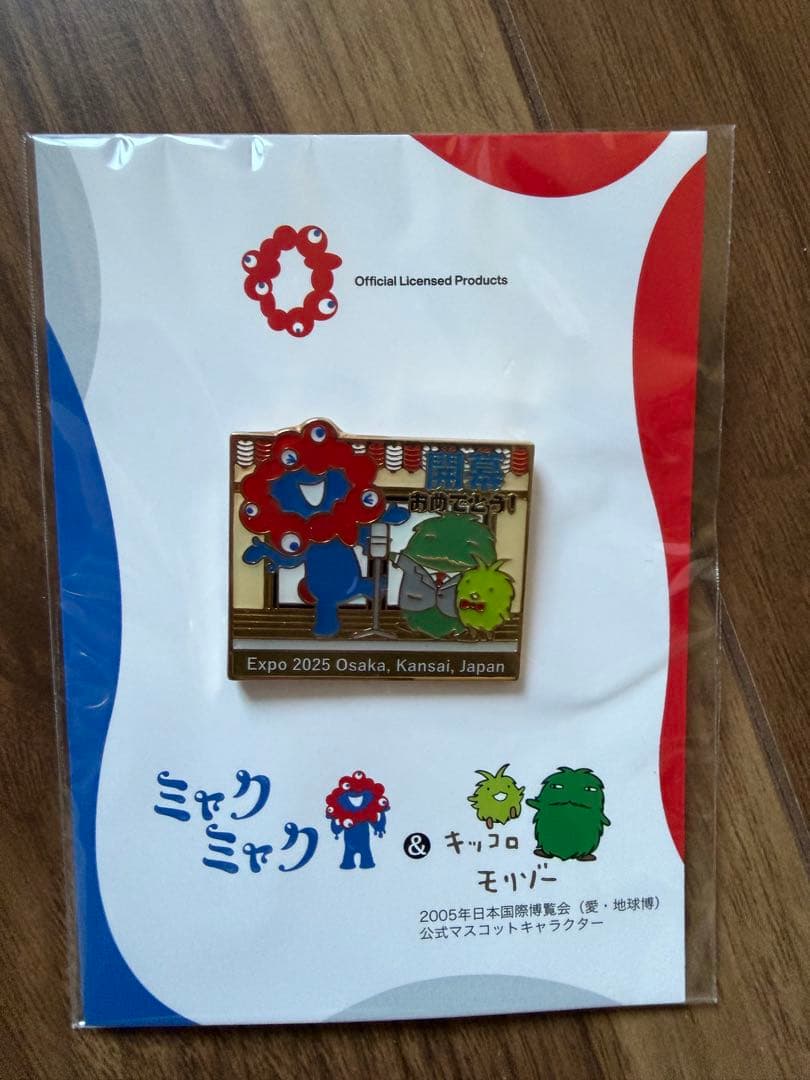 Official Licensed Products
開幕
おめでとう!
Expo 2025 Osaka, Kansai, Japan
ミャク
ミャク
&
キッコロ
モリゾー
2005年日本国際博覧会（愛・地球博）
公式マスコットキャラクター